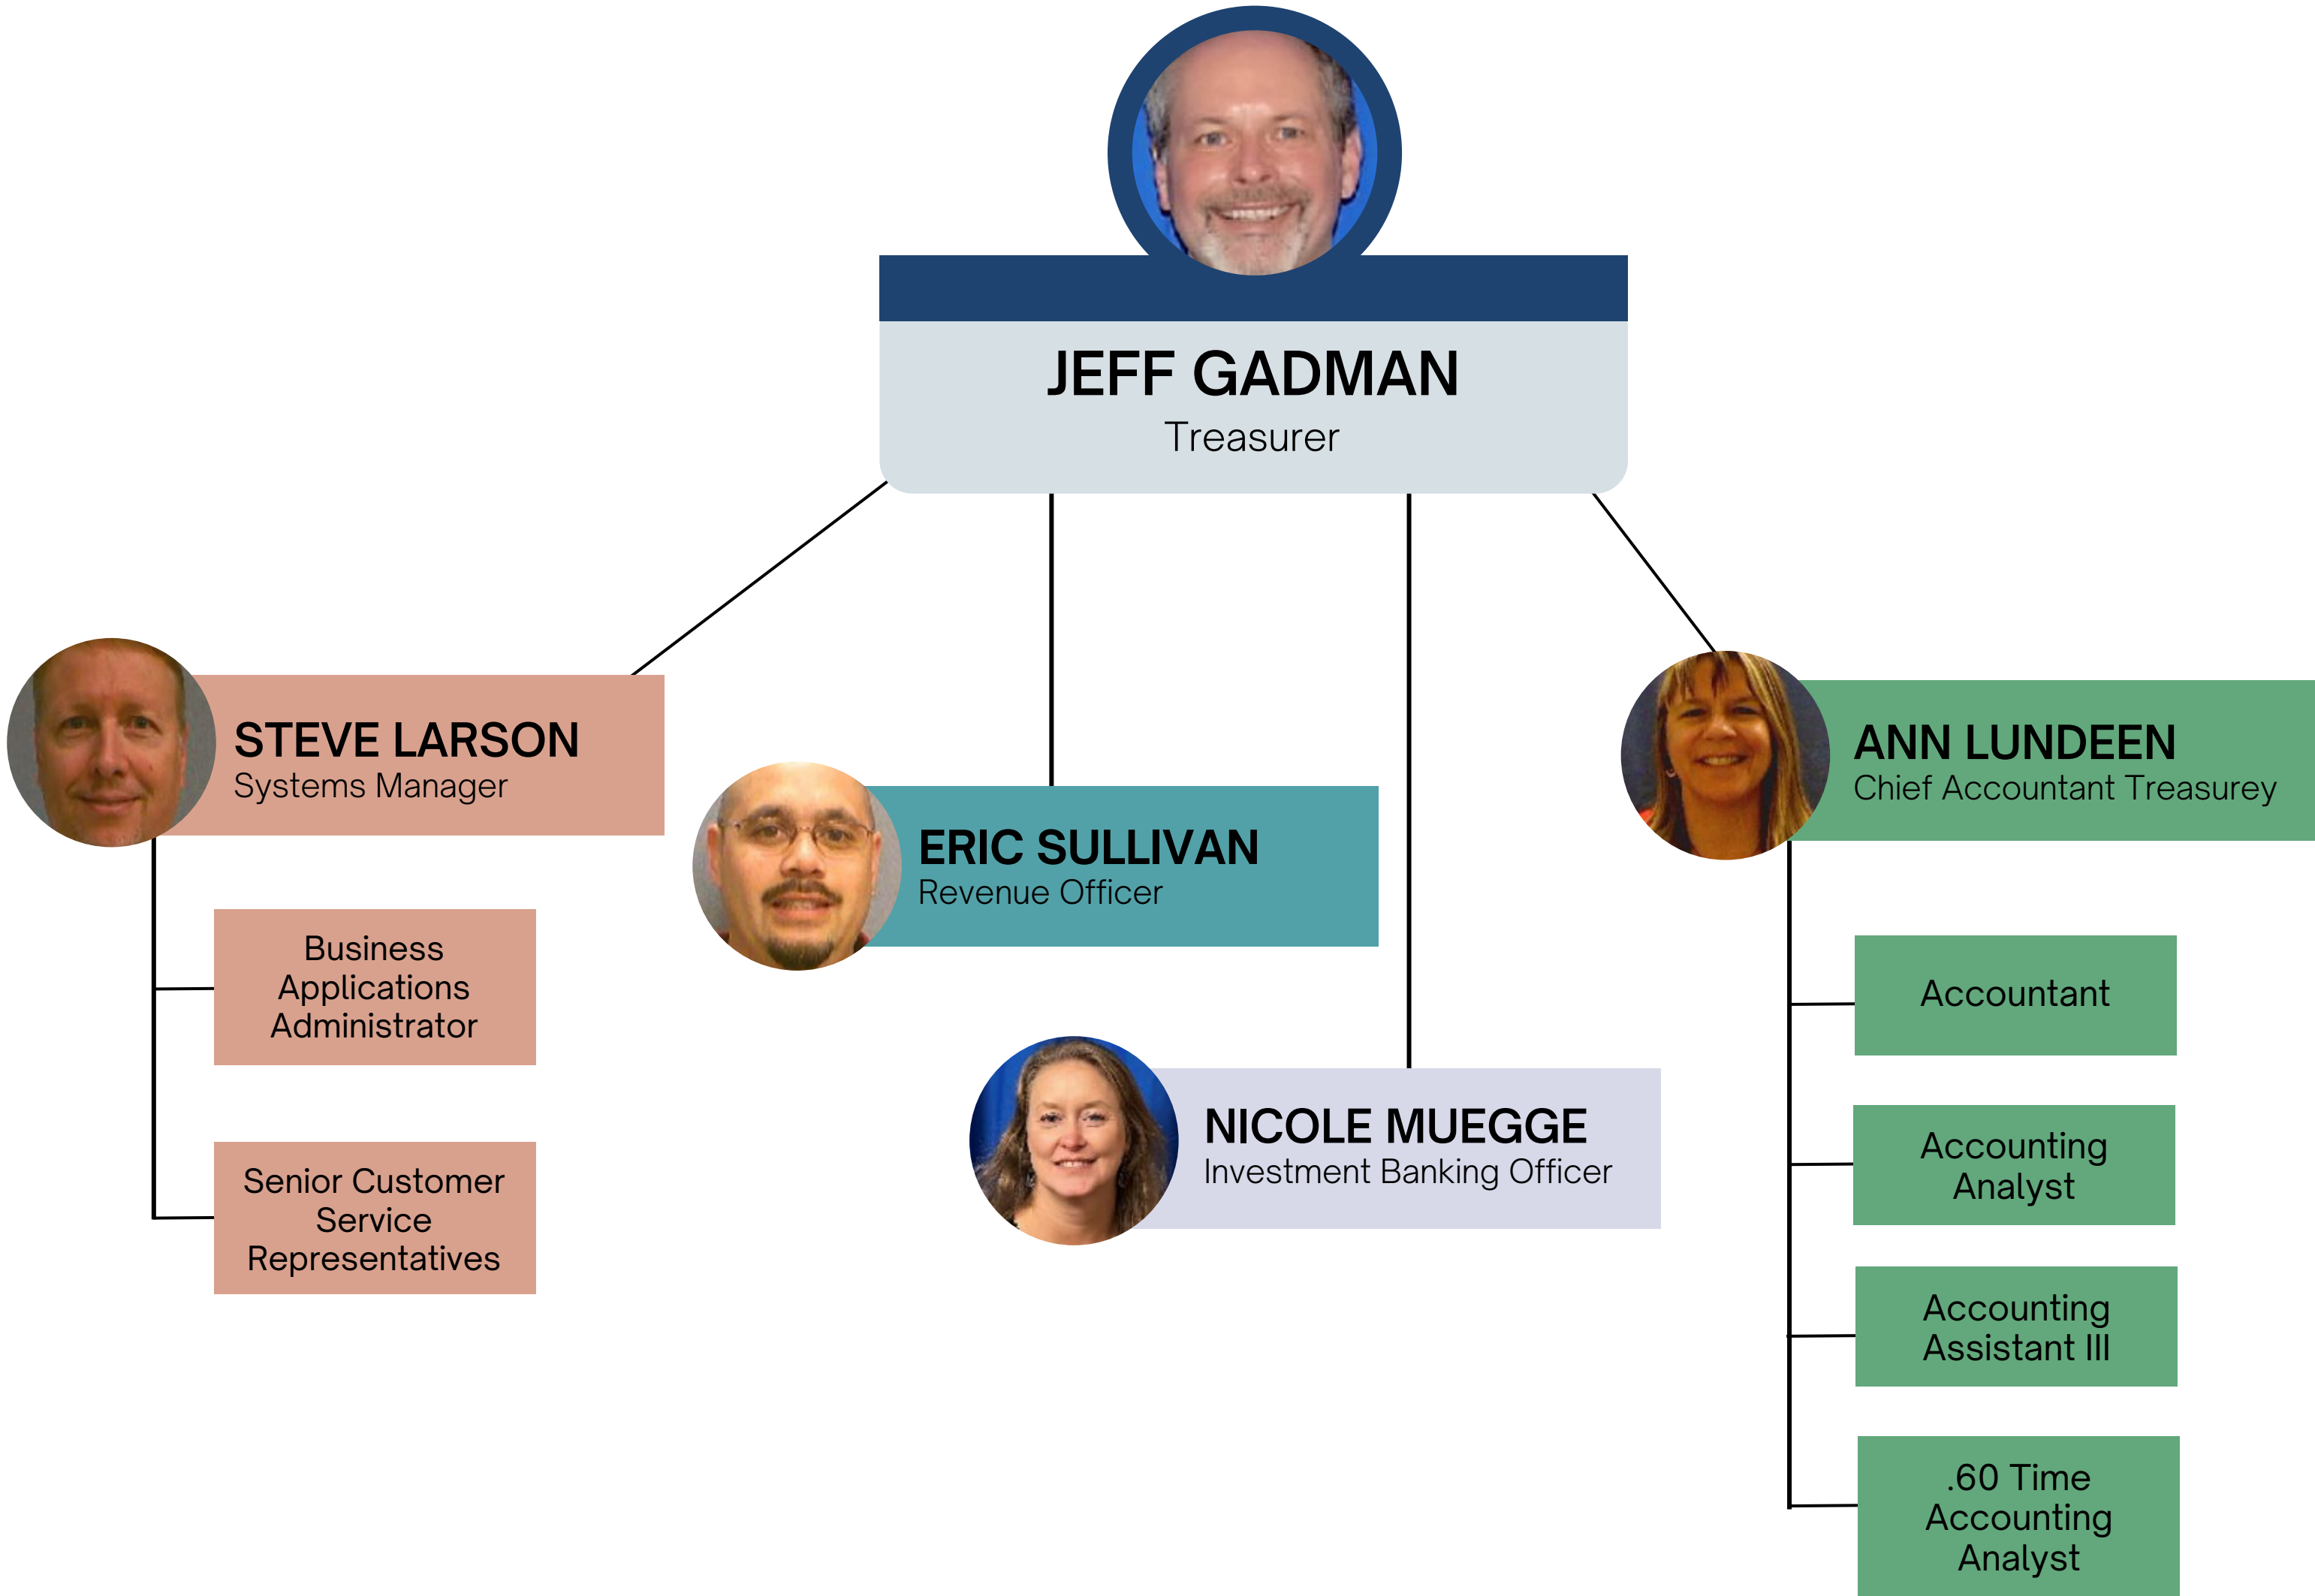 JEFF GADMAN
Treasurer
STEVE LARSON
Systems Manager
Business
Applications
Administrator
Senior Customer
Service
Representatives
ERIC SULLIVAN
Revenue Officer
NICOLE MUEGGE
Investment Banking Officer
ANN LUNDEEN
Chief Accountant Treasurey
Accountant
Accounting
Analyst
Accounting
Assistant III
.60 Time
Accounting
Analyst